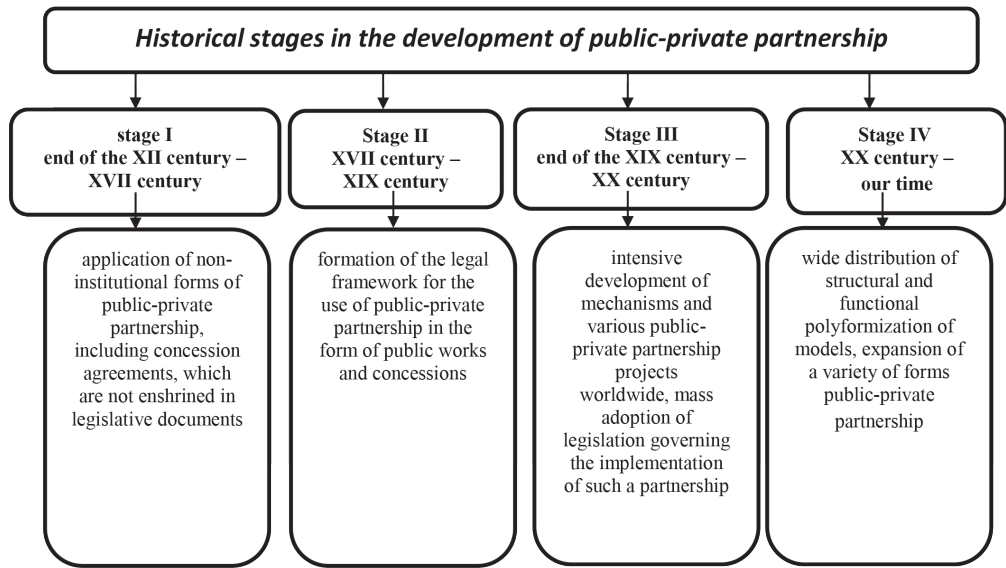 Historical stages in the development of public-private partnership
stage I
end of the XII century –
XVII century
Stage II
XVII century –
XIX century
Stage III
end of the XIX century –
XX century
Stage IV
XX century –
our time
application of non-
institutional forms of
public-private
partnership,
including concession
agreements, which
are not enshrined in
legislative documents
formation of the legal
framework for the
use of public-private
partnership in the
form of public works
and concessions
intensive
development of
mechanisms and
various public-
private partnership
projects
worldwide, mass
adoption of
legislation governing
the implementation
of such a partnership
wide distribution of
structural and
functional
polyformization of
models, expansion of
a variety of forms
public-private
partnership